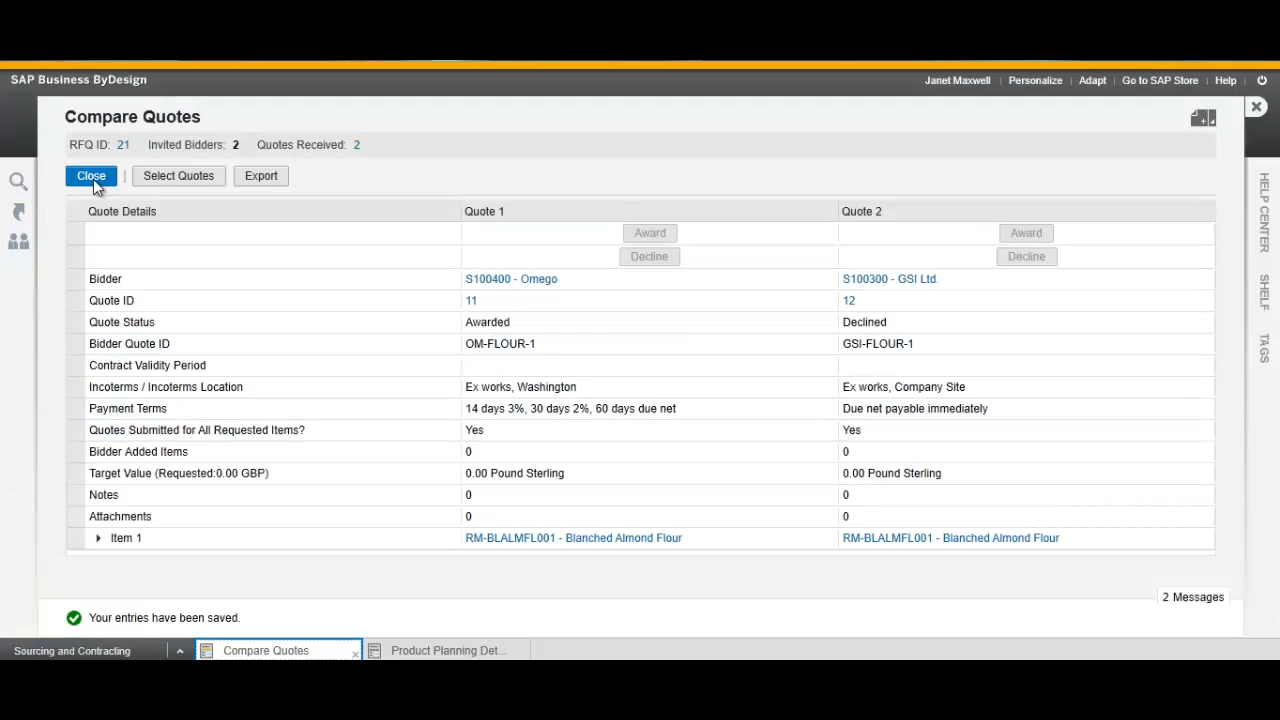 SAP Business ByDesign
Janet Maxwell | Personalize | Adapt | Go to SAP Store | Help
Compare Quotes
RFQ ID: 21 Invited Bidders: 2 Quotes Received: 2
Close | Select Quotes Export
Quote Details Quote 1 Quote 2
Award Award
Decline Decline
Bidder S100400 - Omego S100300 - GSI Ltd.
Quote ID 11 12
Quote Status Awarded Declined
Bidder Quote ID OM-FLOUR-1 GSI-FLOUR-1
Contract Validity Period
Incoterms / Incoterms Location Ex works, Washington Ex works, Company Site
Payment Terms 14 days 3%, 30 days 2%, 60 days due net Due net payable immediately
Quotes Submitted for All Requested Items? Yes Yes
Bidder Added Items 0 0
Target Value (Requested:0.00 GBP) 0.00 Pound Sterling 0.00 Pound Sterling
Notes 0 0
Attachments 0 0
Item 1 RM-BLALMFL001 - Blanched Almond Flour RM-BLALMFL001 - Blanched Almond Flour
HELP CENTER
SHELF
TAGS
2 Messages
Your entries have been saved.
Sourcing and Contracting Compare Quotes Product Planning Det...